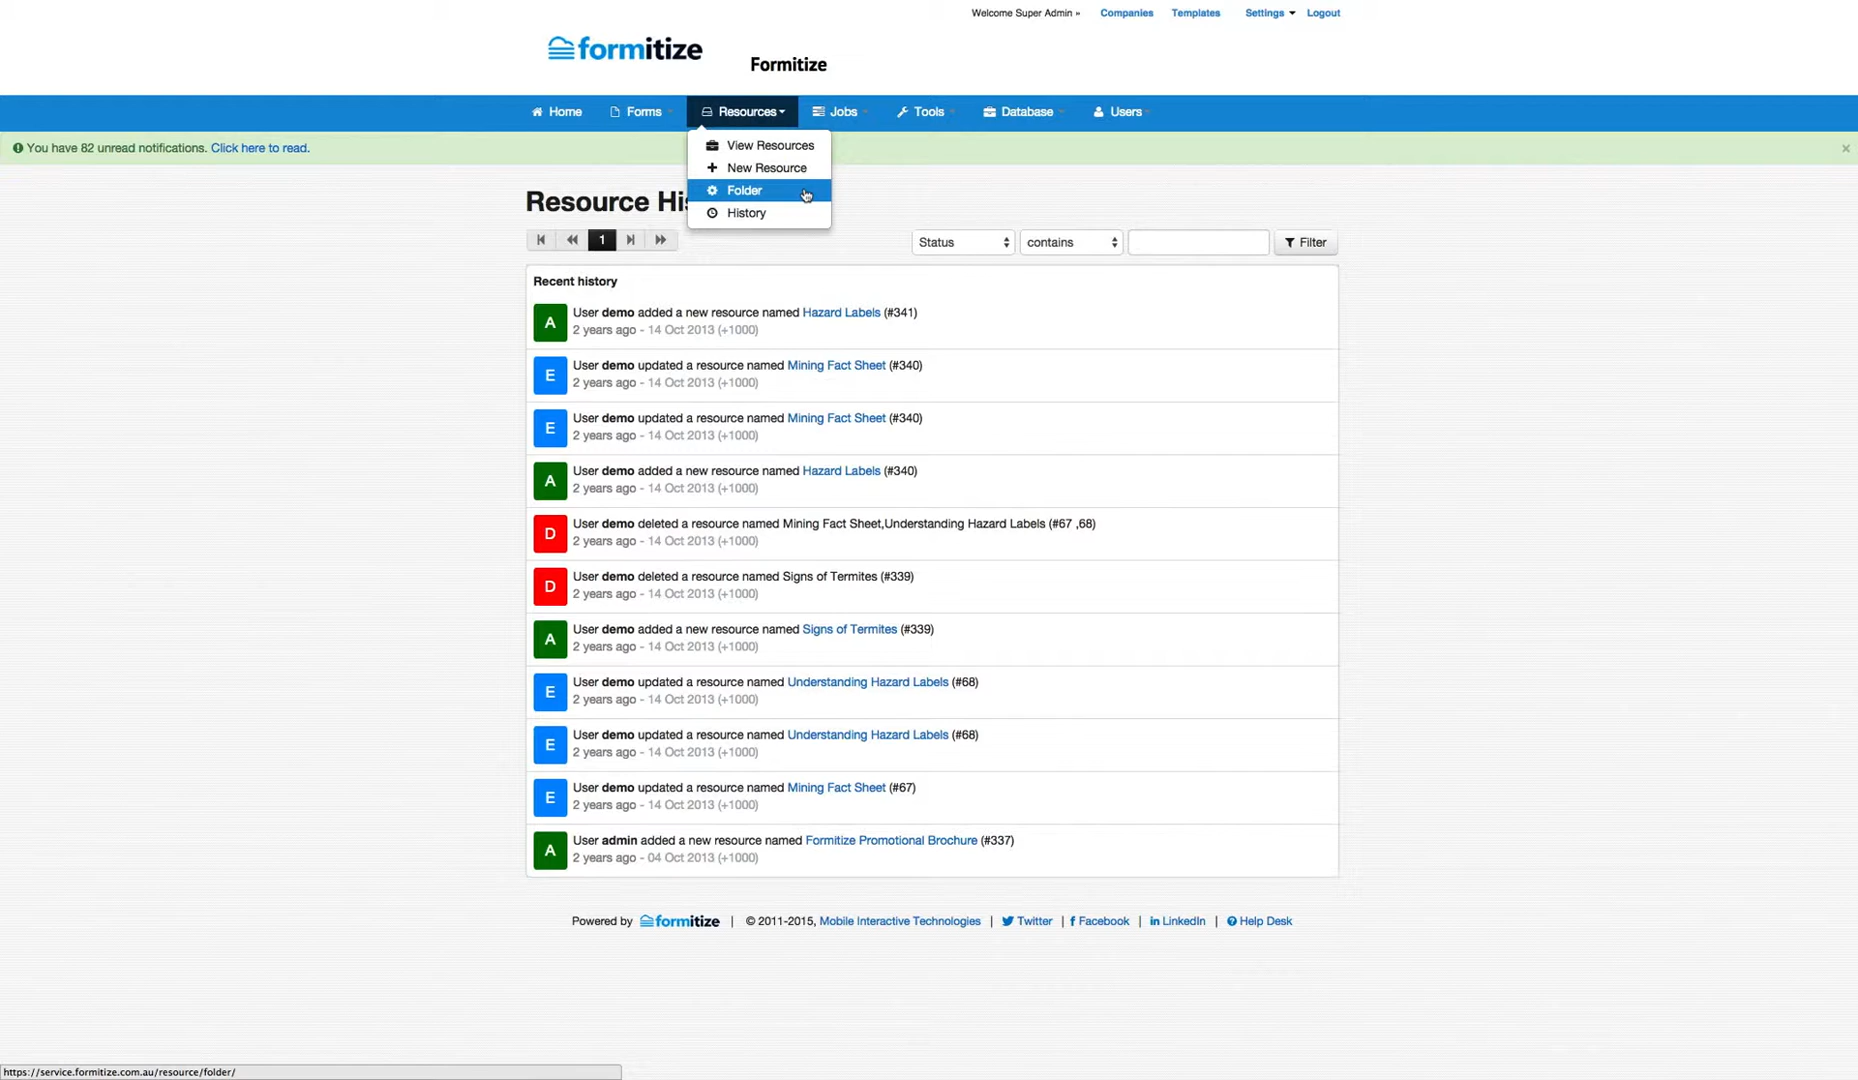 Welcome Super Admin » Companies Templates Settings Logout
formitize
Formitize
Home Forms Resources Jobs Tools Database Users
You have 82 unread notifications. Click here to read. ×
View Resources
New Resource
Folder
History
Resource Hi
1
Status contains Filter
Recent history
A User demo added a new resource named Hazard Labels (#341)
2 years ago - 14 Oct 2013 (+1000)
E User demo updated a resource named Mining Fact Sheet (#340)
2 years ago - 14 Oct 2013 (+1000)
E User demo updated a resource named Mining Fact Sheet (#340)
2 years ago - 14 Oct 2013 (+1000)
A User demo added a new resource named Hazard Labels (#340)
2 years ago - 14 Oct 2013 (+1000)
D User demo deleted a resource named Mining Fact Sheet,Understanding Hazard Labels (#67 ,68)
2 years ago - 14 Oct 2013 (+1000)
D User demo deleted a resource named Signs of Termites (#339)
2 years ago - 14 Oct 2013 (+1000)
A User demo added a new resource named Signs of Termites (#339)
2 years ago - 14 Oct 2013 (+1000)
E User demo updated a resource named Understanding Hazard Labels (#68)
2 years ago - 14 Oct 2013 (+1000)
E User demo updated a resource named Understanding Hazard Labels (#68)
2 years ago - 14 Oct 2013 (+1000)
E User demo updated a resource named Mining Fact Sheet (#67)
2 years ago - 14 Oct 2013 (+1000)
A User admin added a new resource named Formitize Promotional Brochure (#337)
2 years ago - 04 Oct 2013 (+1000)
Powered by formitize | © 2011-2015, Mobile Interactive Technologies | Twitter | Facebook | LinkedIn | Help Desk
https://service.formitize.com.au/resource/folder/